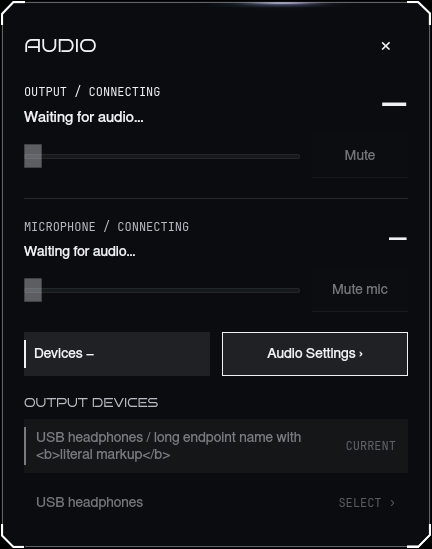 AUDIO ×
OUTPUT / CONNECTING
Waiting for audio… —
Mute
MICROPHONE / CONNECTING
Waiting for audio… —
Mute mic
Devices –
Audio Settings ›
OUTPUT DEVICES
USB headphones / long endpoint name with
<b>literal markup</b>
CURRENT
USB headphones
SELECT ›